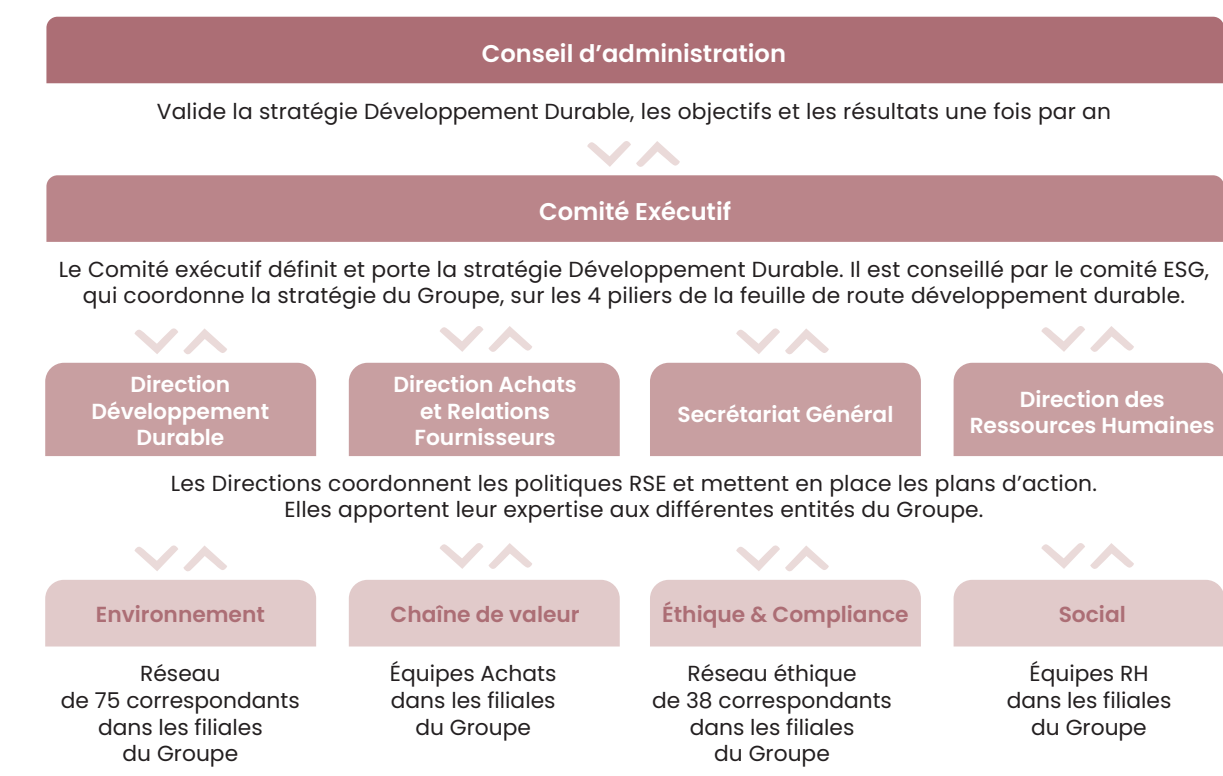 Conseil d’administration
Valide la stratégie Développement Durable, les objectifs et les résultats une fois par an
Comité Exécutif
Le Comité exécutif définit et porte la stratégie Développement Durable. Il est conseillé par le comité ESG,
qui coordonne la stratégie du Groupe, sur les 4 piliers de la feuille de route développement durable.
Direction
Développement
Durable
Direction Achats
et Relations
Fournisseurs
Secrétariat Général
Direction des
Ressources Humaines
Les Directions coordonnent les politiques RSE et mettent en place les plans d’action.
Elles apportent leur expertise aux différentes entités du Groupe.
Environnement
Réseau
de 75 correspondants
dans les filiales
du Groupe
Chaîne de valeur
Équipes Achats
dans les filiales
du Groupe
Éthique & Compliance
Réseau éthique
de 38 correspondants
dans les filiales
du Groupe
Social
Équipes RH
dans les filiales
du Groupe